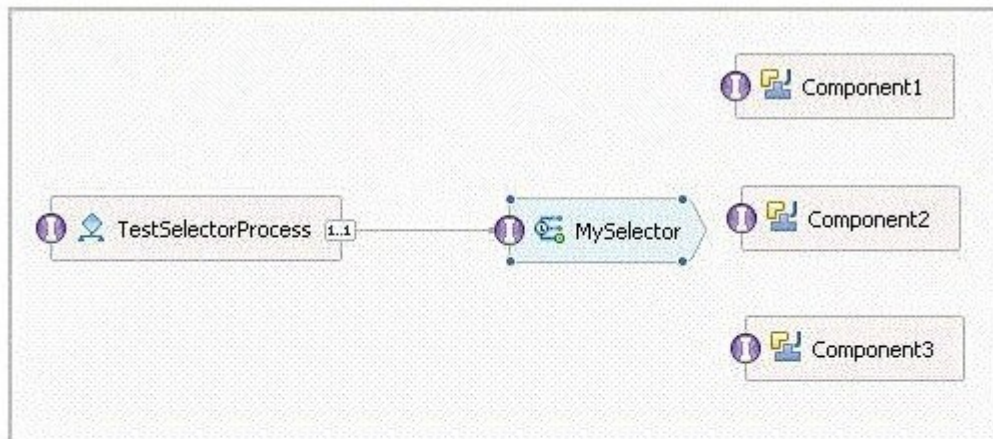 Component1
TestSelectorProcess 1..1
MySelector
Component2
Component3